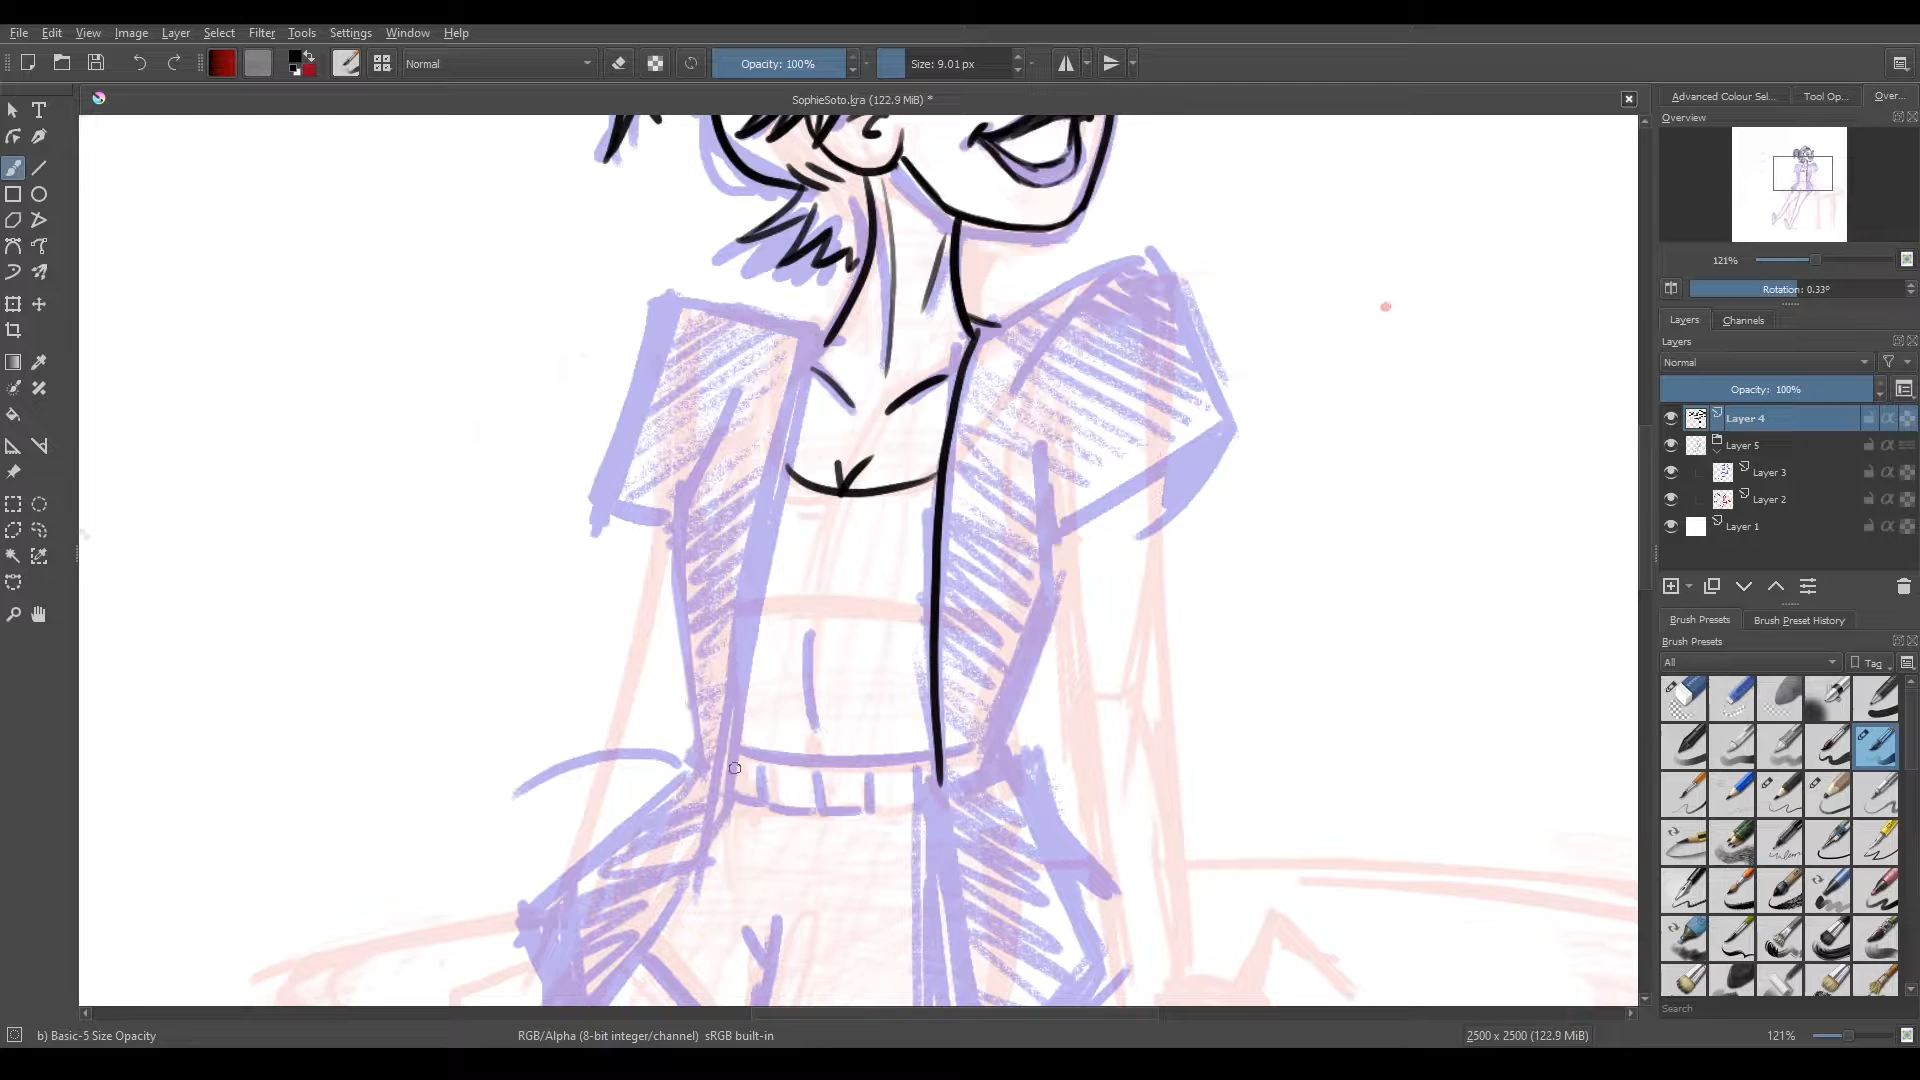 File Edit View Image Layer Select Filter Tools Settings Window Help
Normal Opacity: 100% Size: 9.01 px
SophieSoto.kra (122.9 MiB) *
Advanced Colour Sel... Tool Op... Over...
Overview
121%
Rotation: 0.33°
Layers Channels
Layers
Normal
Opacity: 100%
Layer 4
Layer 5
Layer 3
Layer 2
Layer 1
Brush Presets Brush Preset History
Brush Presets
All Tag
Search
b) Basic-5 Size Opacity RGB/Alpha (8-bit integer/channel) sRGB built-in 2500 x 2500 (122.9 MiB) 121%